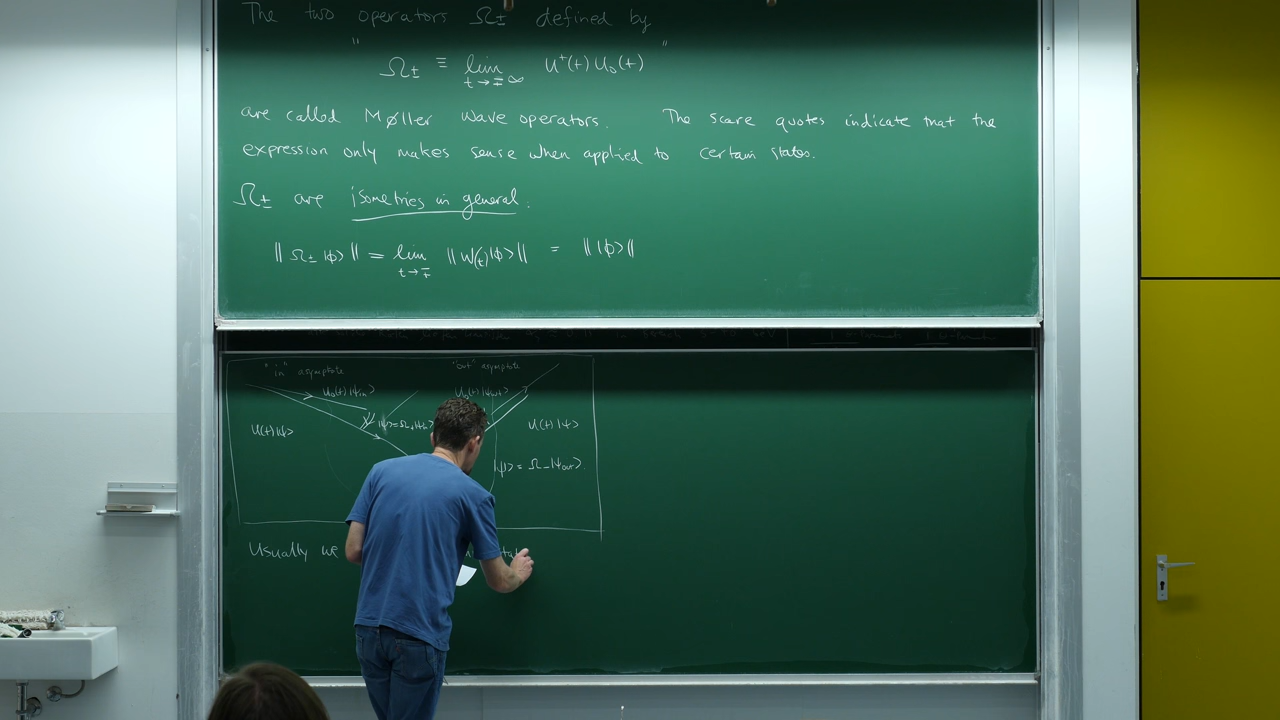 The two operators Ω± defined by
" Ω± ≡ lim t→∓∞ U†(t) U₀(t) "
are called Møller wave operators. The scare quotes indicate that the
expression only makes sense when applied to certain states.
Ω± are isometries in general.
‖Ω± |φ>‖ = lim t→∓ ‖W(t)|φ>‖ = ‖|φ>‖
"in" asymptote "out" asymptote
U₀(t)|ψin> U₀(t)|ψout>
U(t)|ψ> |ψ>=Ω+|ψin> U(t)|ψ>
|ψ> = Ω₋|ψout>.
Usually we